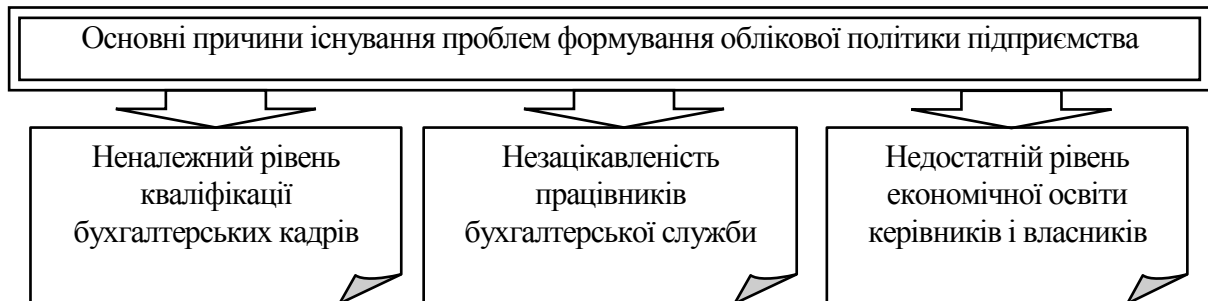 Основні причини існування проблем формування облікової політики підприємства
Неналежний рівень
кваліфікації
бухгалтерських кадрів
Незацікавленість
працівників
бухгалтерської служби
Недостатній рівень
економічної освіти
керівників і власників